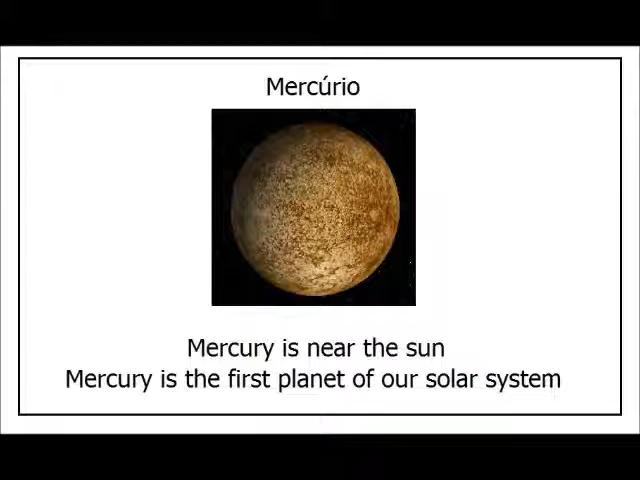 Mercúrio
Mercury is near the sun
Mercury is the first planet of our solar system